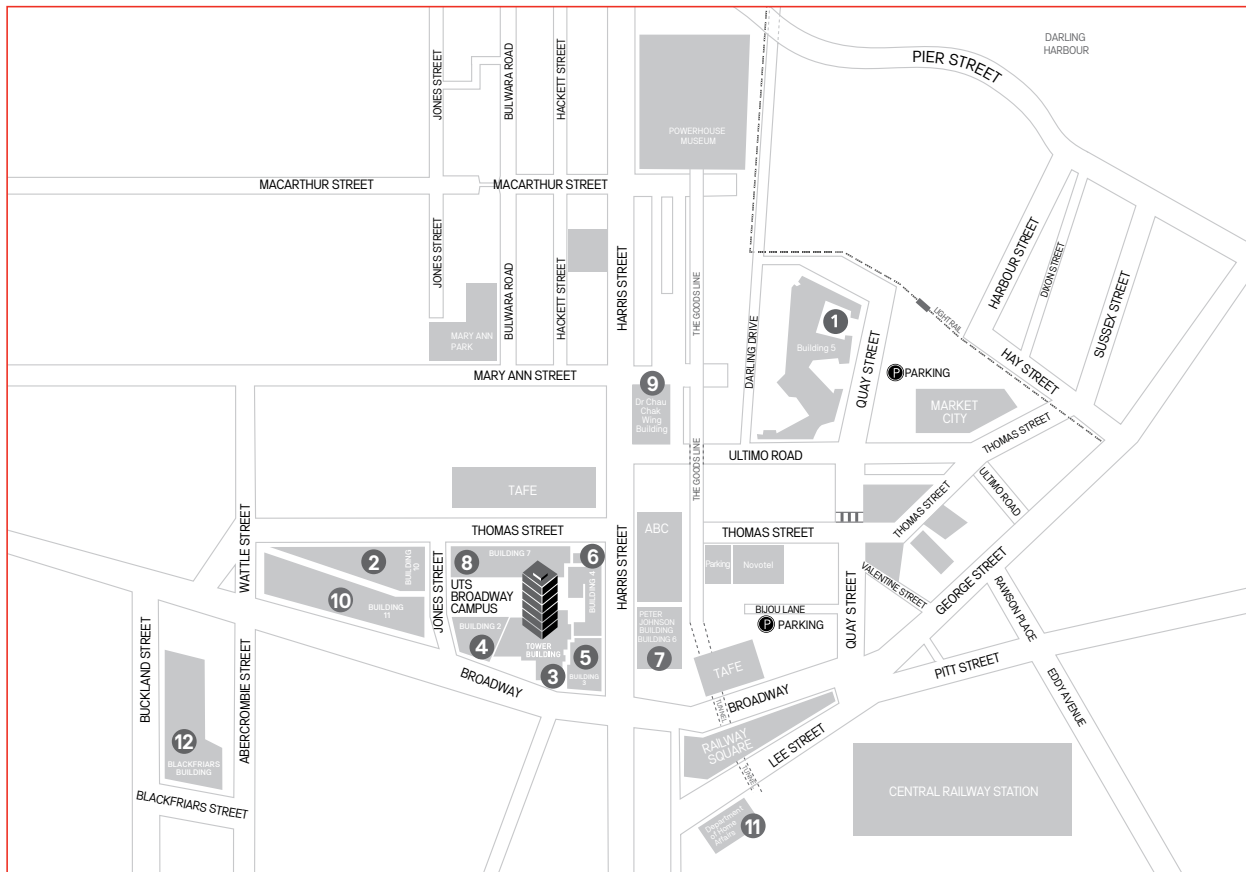 DARLING
HARBOUR
PIER STREET
JONES STREET
BULWARA ROAD
HACKETT STREET
POWERHOUSE
MUSEUM
MACARTHUR STREET
MACARTHUR STREET
HARBOUR STREET
DIXON STREET
SUSSEX STREET
JONES STREET
BULWARA ROAD
HACKETT STREET
HARRIS STREET
THE GOODS LINE
DARLING DRIVE
LIGHT RAIL
1
Building 5
QUAY STREET
HAY STREET
MARY ANN
PARK
MARY ANN STREET
P PARKING
9
Dr Chau
Chak
Wing
Building
MARKET
CITY
THOMAS STREET
ULTIMO ROAD
THE GOODS LINE
ULTIMO ROAD
TAFE
THOMAS STREET
WATTLE STREET
THOMAS STREET
HARRIS STREET
ABC
THOMAS STREET
2
BUILDING
10
8
BUILDING 7
6
BUILDING 4
Parking
Novotel
VALENTINE STREET
GEORGE STREET
RAWSON PLACE
10
BUILDING
11
JONES STREET
UTS
BROADWAY
CAMPUS
BUILDING 2
4
TOWER
BUILDING
3
5
BUILDING
3
PETER
JOHNSON
BUILDING
BUILDING 6
7
BIJOU LANE
P PARKING
QUAY STREET
TAFE
PITT STREET
EDDY AVENUE
BUCKLAND STREET
ABERCROMBIE STREET
BROADWAY
BROADWAY
TUNNEL
RAILWAY
SQUARE
LEE STREET
TUNNEL
12
BLACKFRIARS
BUILDING
BLACKFRIARS STREET
CENTRAL RAILWAY STATION
Department
of Home
Affairs
11